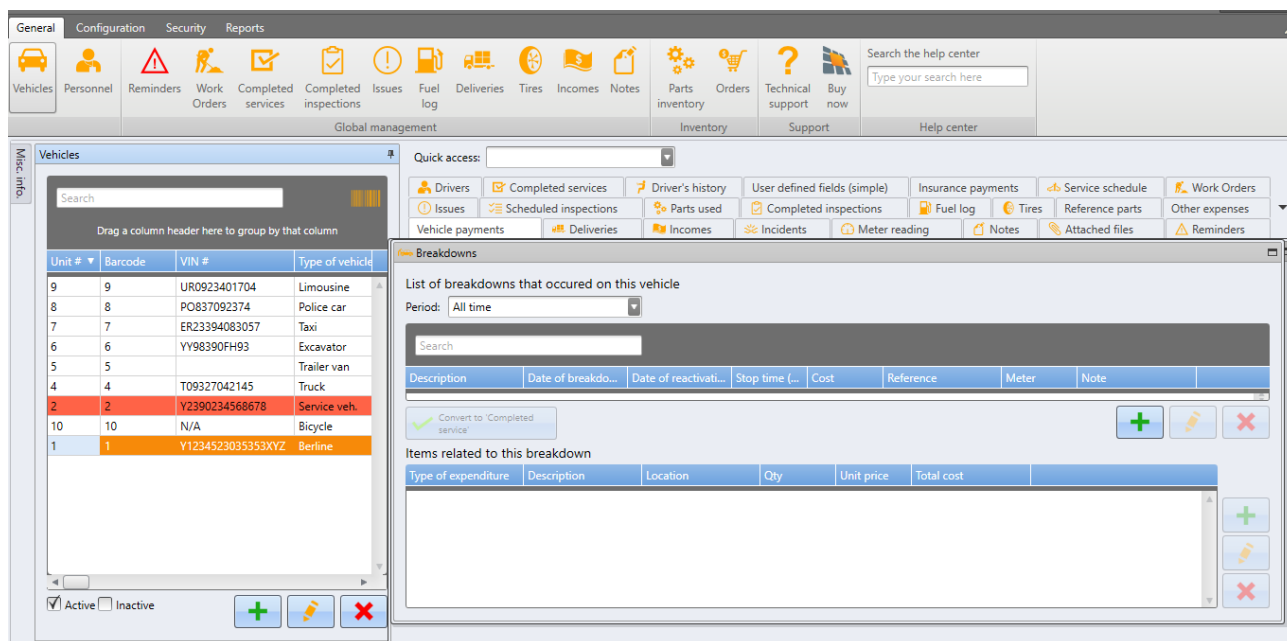 General Configuration Security Reports
Vehicles Personnel Reminders Work Orders Completed services Completed inspections Issues Fuel log Deliveries Tires Incomes Notes Parts inventory Orders Technical support Buy now
Search the help center
Type your search here
Global management Inventory Support Help center
Misc. info.
Vehicles
Search
Drag a column header here to group by that column
Unit # Barcode VIN # Type of vehicle
9 9 UR0923401704 Limousine
8 8 PO837092374 Police car
7 7 ER23394083057 Taxi
6 6 YY98390FH93 Excavator
5 5 Trailer van
4 4 T09327042145 Truck
2 2 Y2390234568678 Service veh.
10 10 N/A Bicycle
1 1 Y1234523035353XYZ Berline
Active Inactive
Quick access:
Drivers Completed services Driver's history User defined fields (simple) Insurance payments Service schedule Work Orders
Issues Scheduled inspections Parts used Completed inspections Fuel log Tires Reference parts Other expenses
Vehicle payments Deliveries Incomes Incidents Meter reading Notes Attached files Reminders
Breakdowns
List of breakdowns that occured on this vehicle
Period: All time
Search
Description Date of breakdo... Date of reactivati... Stop time (... Cost Reference Meter Note
Convert to 'Completed
service'
Items related to this breakdown
Type of expenditure Description Location Qty Unit price Total cost